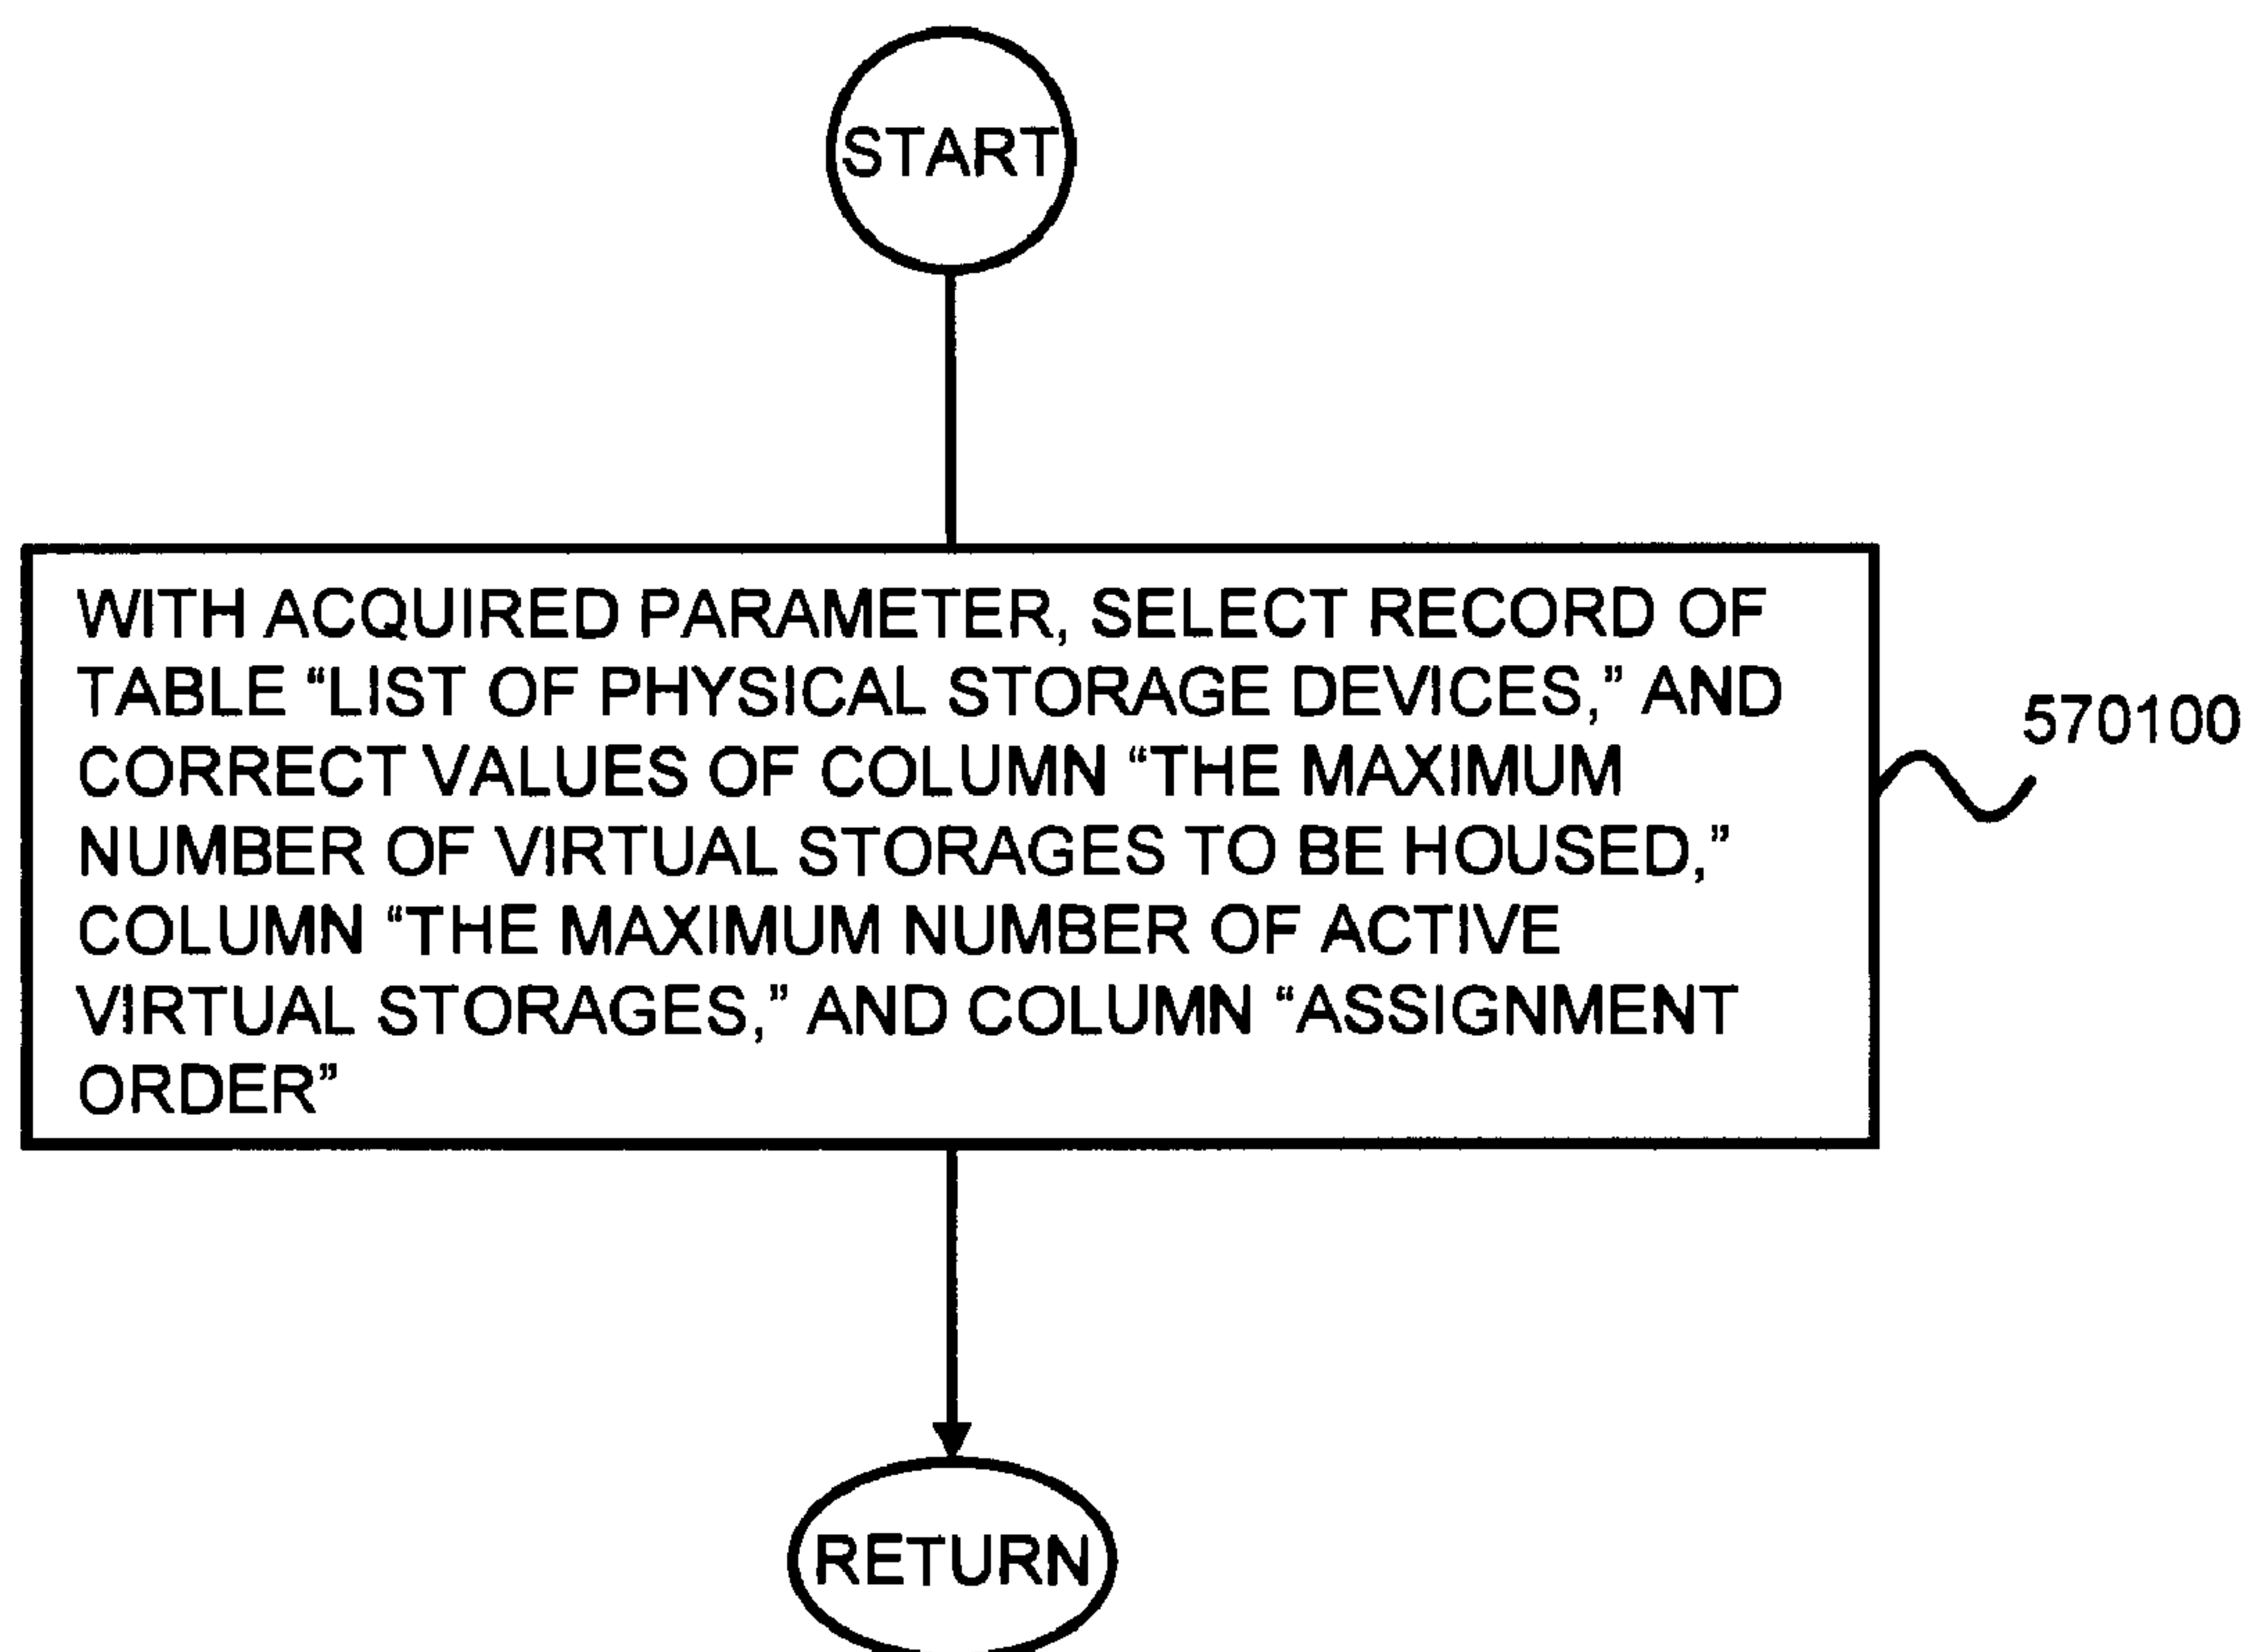 START
WITH ACQUIRED PARAMETER, SELECT RECORD OF
TABLE “LIST OF PHYSICAL STORAGE DEVICES,” AND
CORRECT VALUES OF COLUMN “THE MAXIMUM
NUMBER OF VIRTUAL STORAGES TO BE HOUSED,”
COLUMN “THE MAXIMUM NUMBER OF ACTIVE
VIRTUAL STORAGES,” AND COLUMN “ASSIGNMENT
ORDER”
570100
RETURN